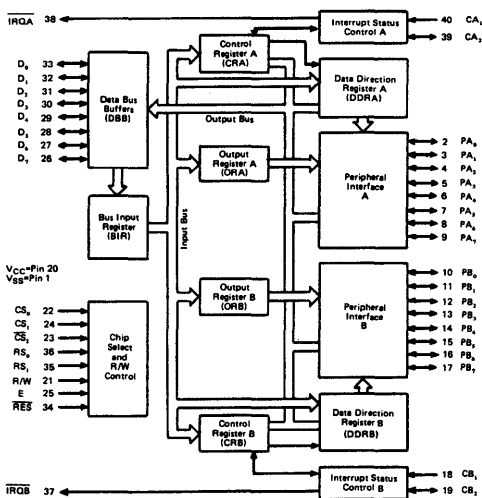 I̅R̅Q̅A̅ 38
Interrupt Status
Control A
40 CA₁
39 CA₂
Control
Register A
(CRA)
D₀ 33
D₁ 32
D₂ 31
D₃ 30
D₄ 29
D₅ 28
D₆ 27
D₇ 26
Data Bus
Buffers
(DBB)
Data Direction
Register A
(DDRA)
Output Bus
Output
Register A
(ORA)
Peripheral
Interface
A
2 PA₀
3 PA₁
4 PA₂
5 PA₃
6 PA₄
7 PA₅
8 PA₆
9 PA₇
Bus Input
Register
(BIR)
Input Bus
VCC=Pin 20
VSS=Pin 1
Output
Register B
(ORB)
Peripheral
Interface
B
10 PB₀
11 PB₁
12 PB₂
13 PB₃
14 PB₄
15 PB₅
16 PB₆
17 PB₇
CS₀ 22
CS₁ 24
C̅S̅₂ 23
RS₀ 36
RS₁ 35
R/W 21
E 25
R̅E̅S̅ 34
Chip
Select
and
R/W
Control
Control
Register B
(CRB)
Data Direction
Register B
(DDRB)
I̅R̅Q̅B̅ 37
Interrupt Status
Control B
18 CB₁
19 CB₂